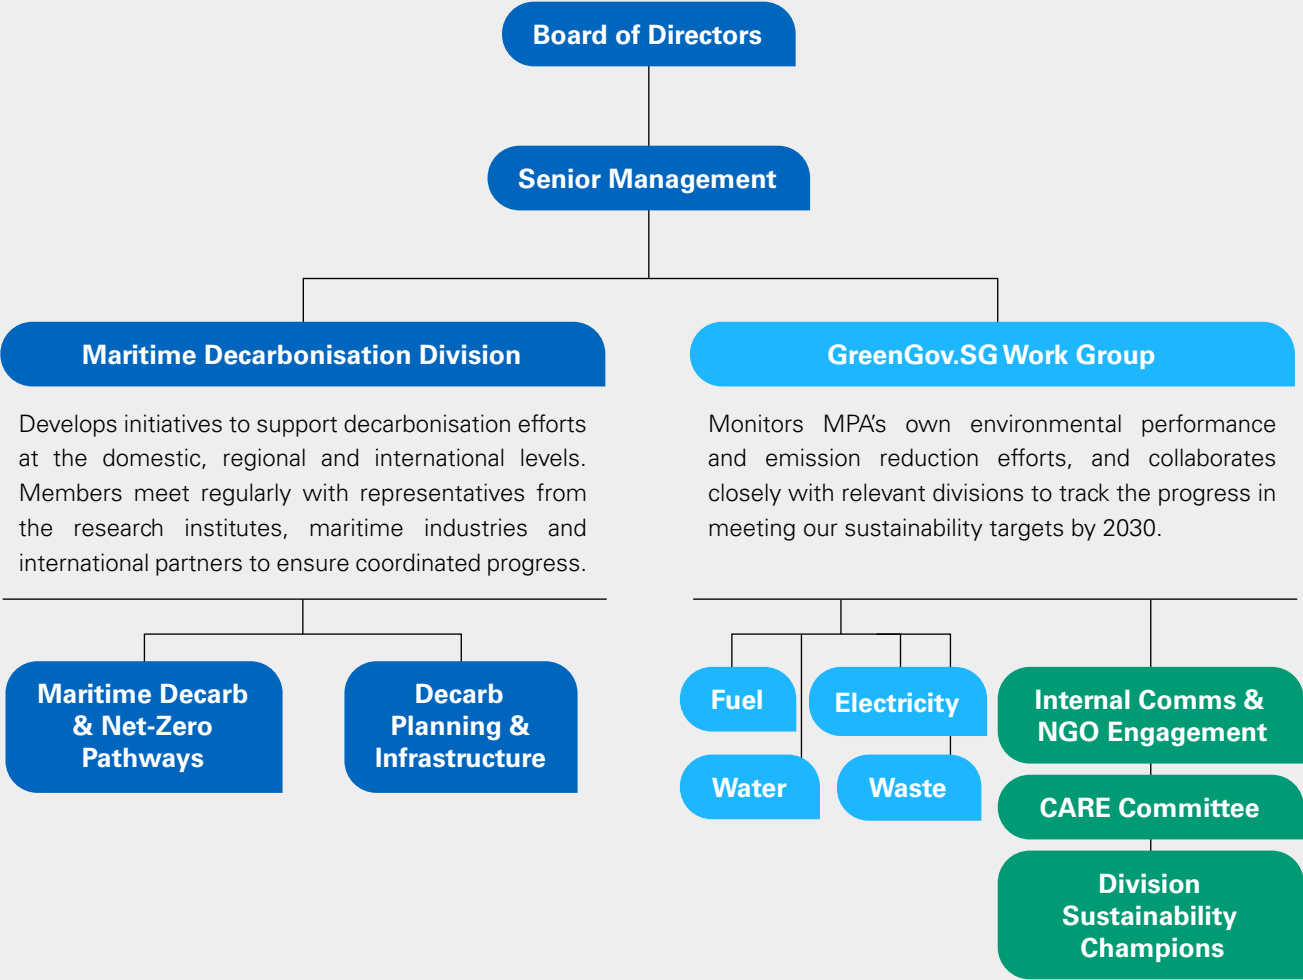 Board of Directors
Senior Management
Maritime Decarbonisation Division
Develops initiatives to support decarbonisation efforts
at the domestic, regional and international levels.
Members meet regularly with representatives from
the research institutes, maritime industries and
international partners to ensure coordinated progress.
Maritime Decarb
& Net-Zero
Pathways
Decarb
Planning &
Infrastructure
GreenGov.SG Work Group
Monitors MPA's own environmental performance
and emission reduction efforts, and collaborates
closely with relevant divisions to track the progress in
meeting our sustainability targets by 2030.
Fuel
Electricity
Water
Waste
Internal Comms &
NGO Engagement
CARE Committee
Division
Sustainability
Champions